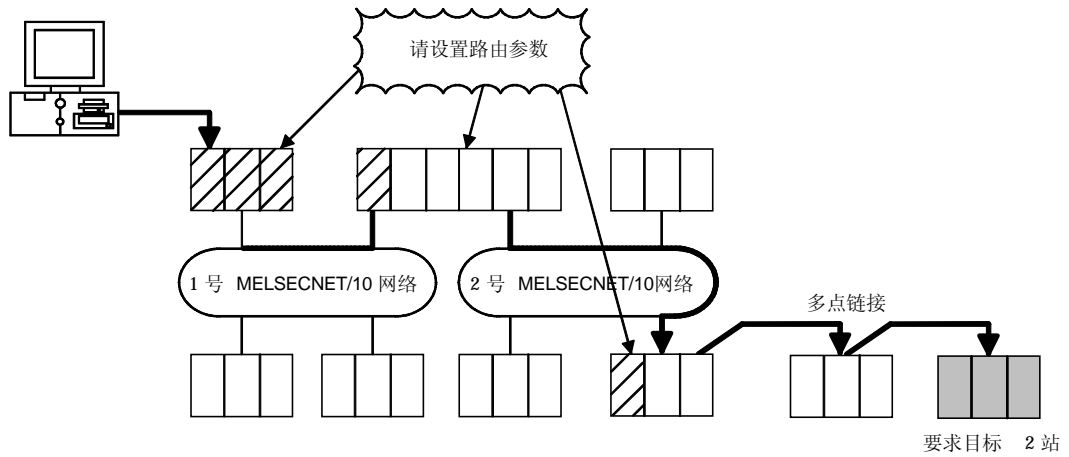 请设置路由参数
1 号 MELSECNET/10 网络
2 号 MELSECNET/10网络
多点链接
要求目标 2 站